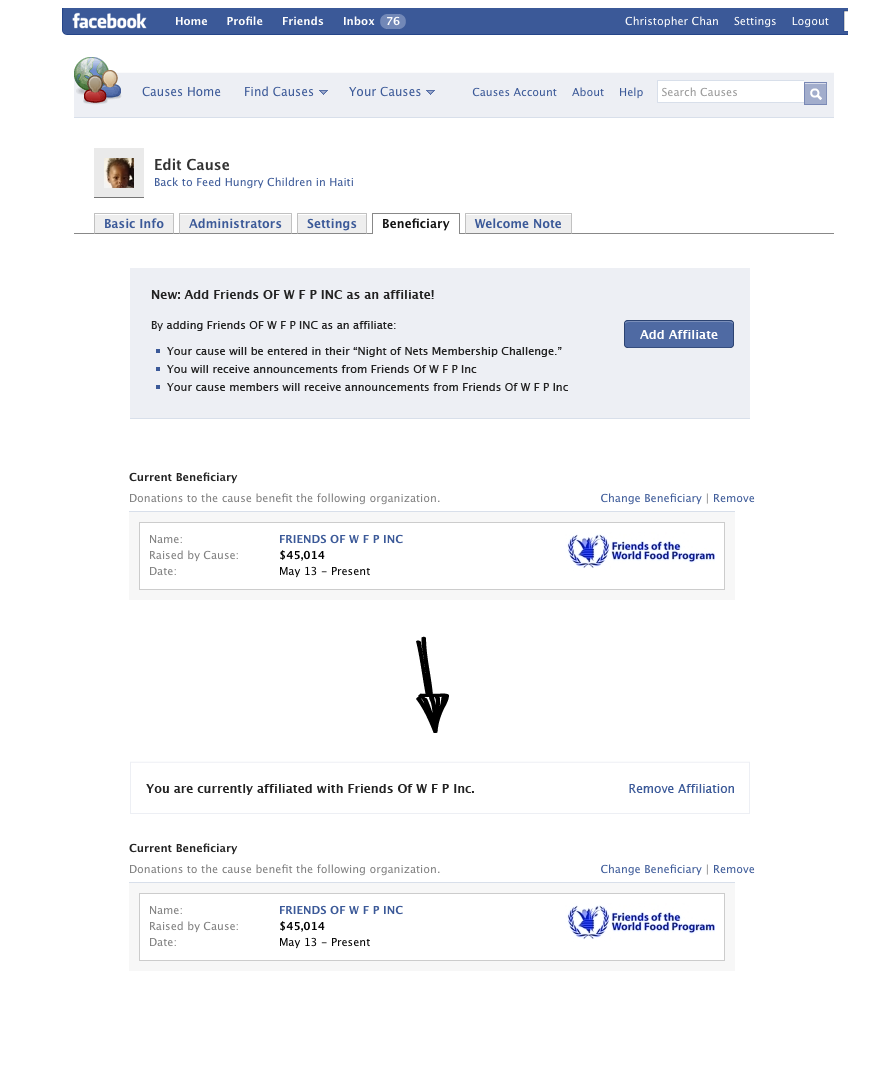 facebook Home Profile Friends Inbox 76 Christopher Chan Settings Logout
Causes Home Find Causes Your Causes Causes Account About Help Search Causes
Edit Cause
Back to Feed Hungry Children in Haiti
Basic Info Administrators Settings Beneficiary Welcome Note
New: Add Friends OF W F P INC as an affiliate!
By adding Friends OF W F P INC as an affiliate:
Add Affiliate
▪ Your cause will be entered in their “Night of Nets Membership Challenge.”
▪ You will receive announcements from Friends Of W F P Inc
▪ Your cause members will receive announcements from Friends Of W F P Inc
Current Beneficiary
Donations to the cause benefit the following organization. Change Beneficiary | Remove
Name: FRIENDS OF W F P INC
Raised by Cause: $45,014
Date: May 13 – Present
Friends of the
World Food Program
You are currently affiliated with Friends Of W F P Inc. Remove Affiliation
Current Beneficiary
Donations to the cause benefit the following organization. Change Beneficiary | Remove
Name: FRIENDS OF W F P INC
Raised by Cause: $45,014
Date: May 13 – Present
Friends of the
World Food Program